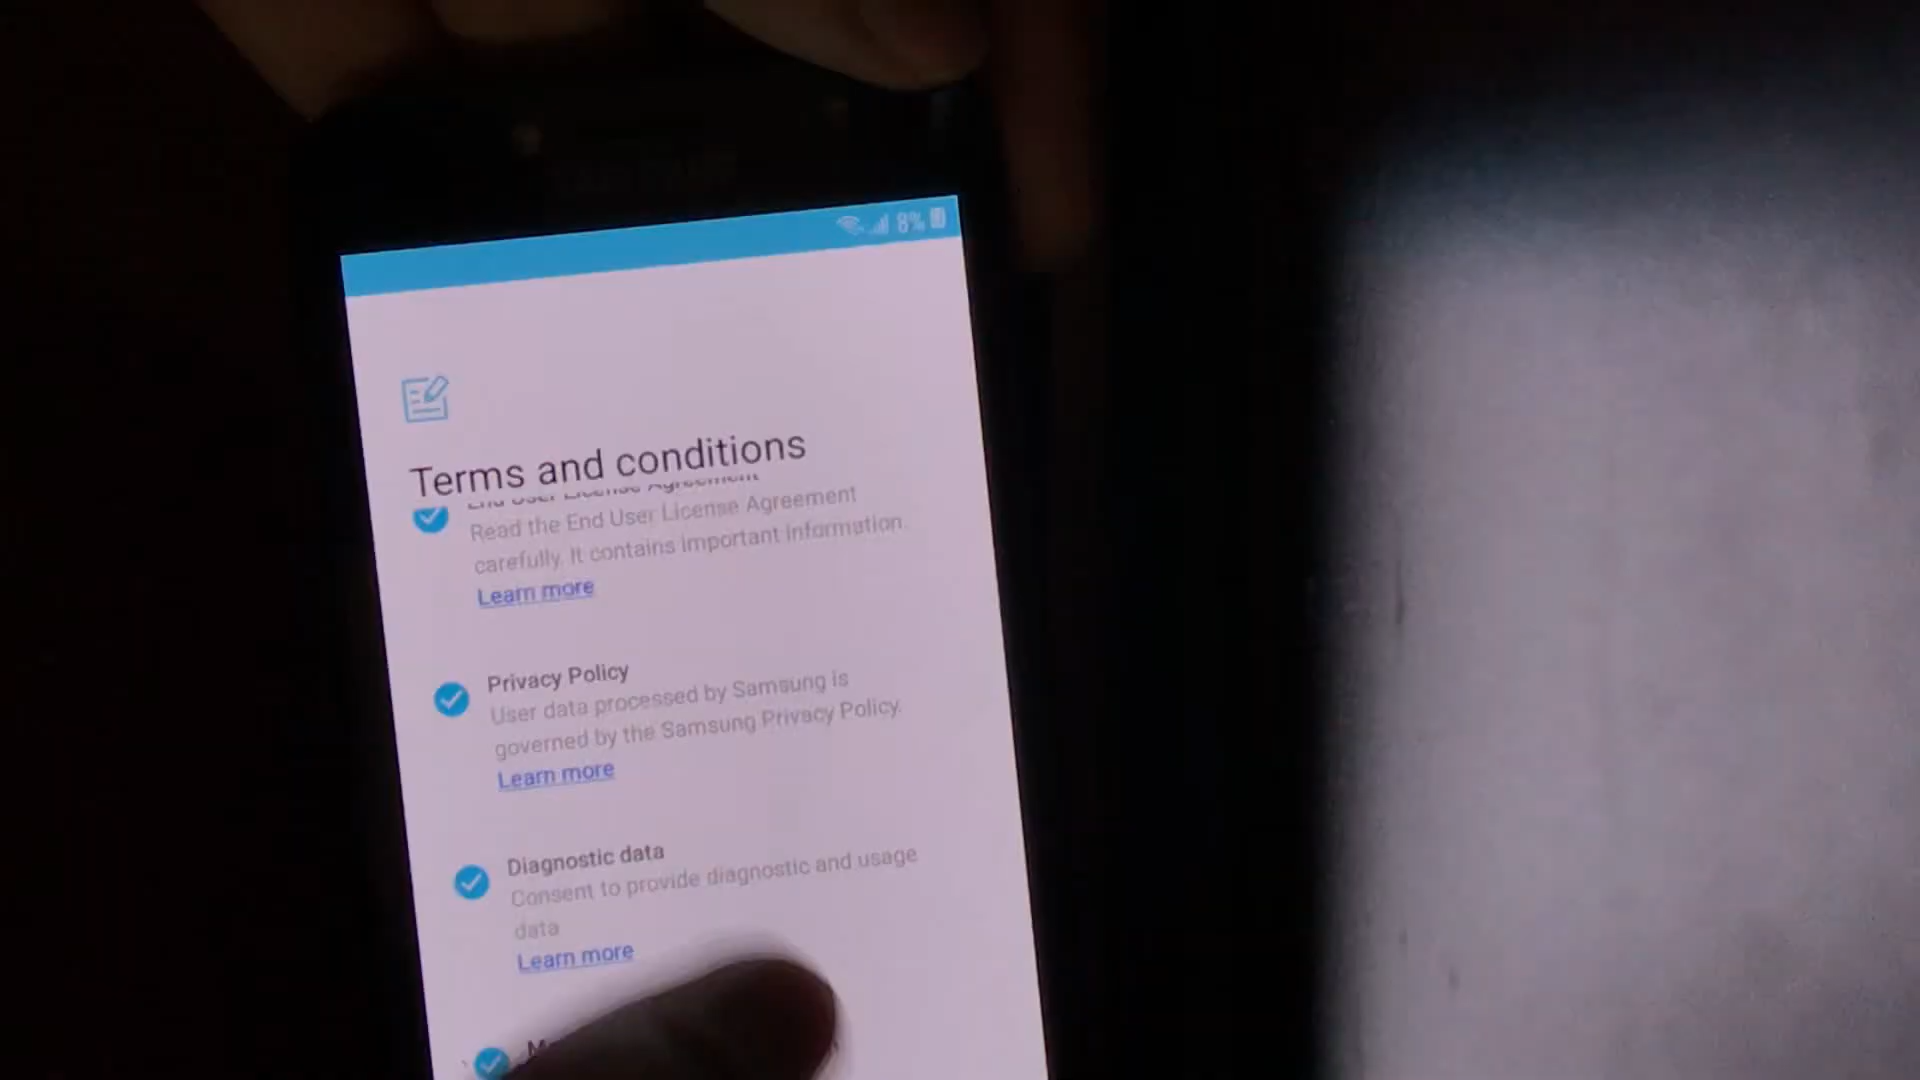 8%
Terms and conditions
End User License Agreement
Read the End User License Agreement
carefully. It contains important information.
Learn more
Privacy Policy
User data processed by Samsung is
governed by the Samsung Privacy Policy.
Learn more
Diagnostic data
Consent to provide diagnostic and usage
data
Learn more